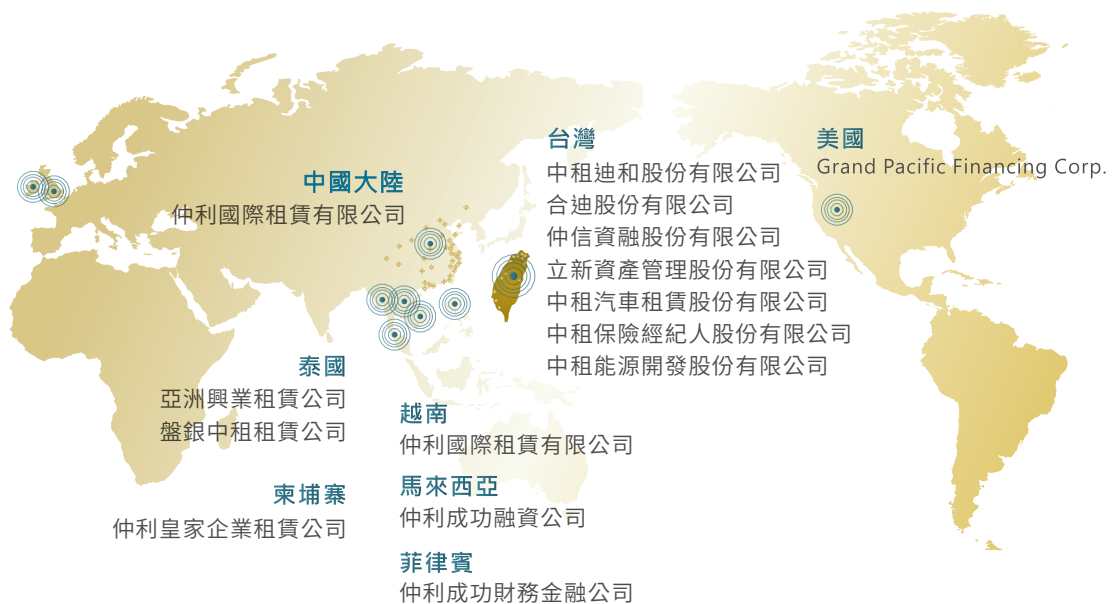 中國大陸
仲利國際租賃有限公司
台灣
中租迪和股份有限公司
合迪股份有限公司
仲信資融股份有限公司
立新資產管理股份有限公司
中租汽車租賃股份有限公司
中租保險經紀人股份有限公司
中租能源開發股份有限公司
美國
Grand Pacific Financing Corp.
泰國
亞洲興業租賃公司
盤銀中租租賃公司
柬埔寨
仲利皇家企業租賃公司
越南
仲利國際租賃有限公司
馬來西亞
仲利成功融資公司
菲律賓
仲利成功財務金融公司